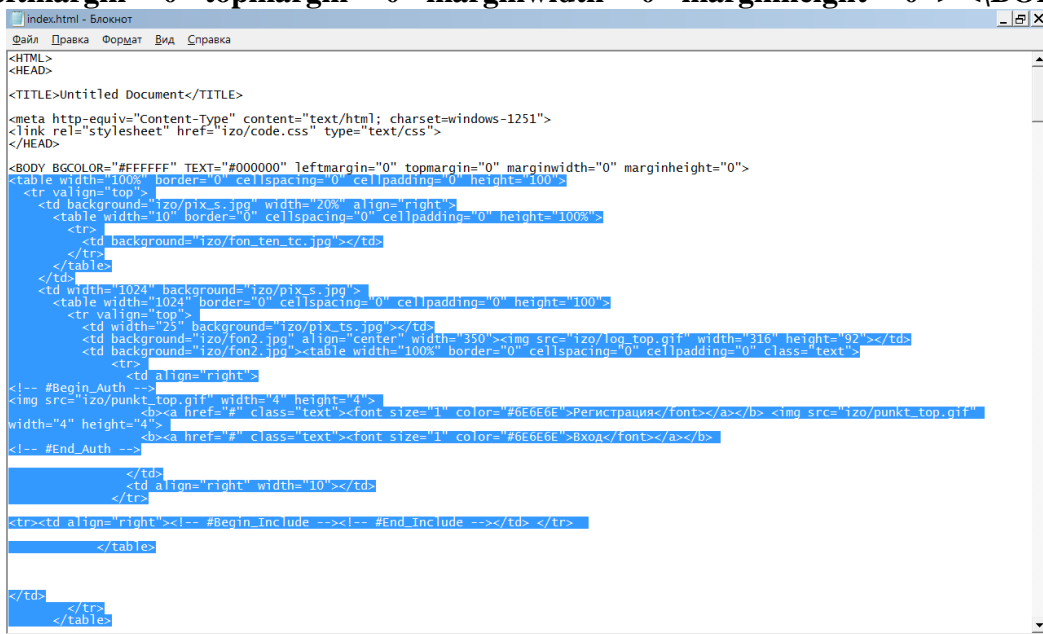 topmargin 0 marginwidth 0 marginheight 0
index.html - Блокнот
Файл Правка Формат Вид Справка
<HTML>
<HEAD>
<TITLE>Untitled Document</TITLE>
<meta http-equiv="Content-Type" content="text/html; charset=windows-1251">
<link rel="stylesheet" href="izo/code.css" type="text/css">
</HEAD>
<BODY BGCOLOR="#FFFFFF" TEXT="#000000" leftmargin="0" topmargin="0" marginwidth="0" marginheight="0">
<table width="100%" border="0" cellspacing="0" cellpadding="0" height="100">
<tr valign="top">
<td background="izo/pix_s.jpg" width="20%" align="right">
<table width="10" border="0" cellspacing="0" cellpadding="0" height="100%">
<tr>
<td background="izo/fon_ten_tc.jpg"></td>
</tr>
</table>
</td>
<td width="1024" background="izo/pix_s.jpg">
<table width="1024" border="0" cellspacing="0" cellpadding="0" height="100">
<tr valign="top">
<td width="25" background="izo/pix_ts.jpg"></td>
<td background="izo/fon2.jpg" align="center" width="350"><img src="izo/log_top.gif" width="316" height="92"></td>
<td background="izo/fon2.jpg"><table width="100%" border="0" cellspacing="0" cellpadding="0" class="text">
<tr>
<td align="right">
<!-- #Begin_Auth -->
<img src="izo/punkt_top.gif" width="4" height="4">
<b><a href="#" class="text"><font size="1" color="#6E6E6E">Регистрация</font></a></b> <img src="izo/punkt_top.gif"
width="4" height="4">
<b><a href="#" class="text"><font size="1" color="#6E6E6E">Вход</font></a></b>
<!-- #End_Auth -->
</td>
<td align="right" width="10"></td>
</tr>
<tr><td align="right"><!-- #Begin_Include --><!-- #End_Include --></td> </tr>
</table>
</td>
</tr>
</table>